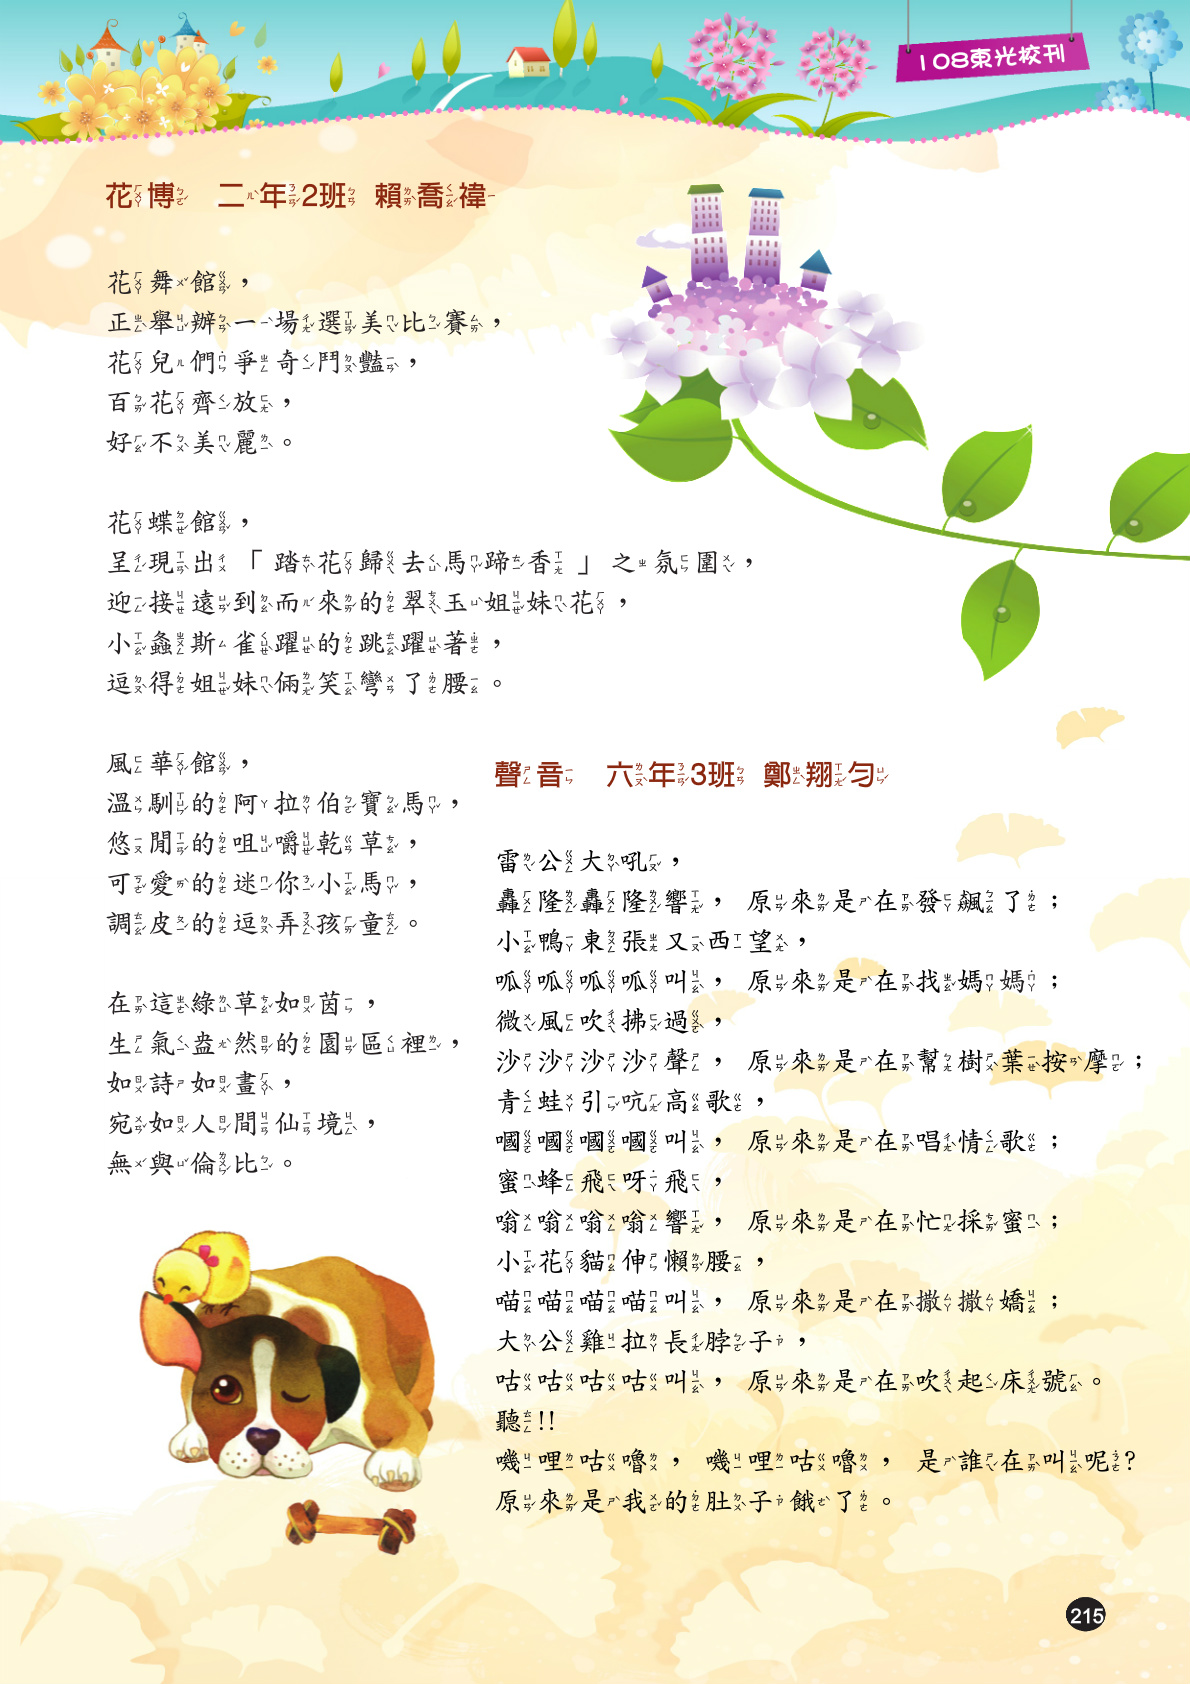 108東光校刊
花博 二年2班 賴喬禕
花舞館，
正舉辦一場選美比賽，
花兒們爭奇鬥豔，
百花齊放，
好不美麗。
花蝶館，
呈現出「踏花歸去馬蹄香」之氛圍，
迎接遠到而來的翠玉姐妹花，
小螽斯雀躍的跳躍著，
逗得姐妹倆笑彎了腰。
風華館，
溫馴的阿拉伯寶馬，
悠閒的咀嚼乾草，
可愛的迷你小馬，
調皮的逗弄孩童。
在這綠草如茵，
生氣盎然的園區裡，
如詩如畫，
宛如人間仙境，
無與倫比。
聲音 六年3班 鄭翔勻
雷公大吼，
轟隆轟隆響，原來是在發飆了；
小鴨東張又西望，
呱呱呱呱叫，原來是在找媽媽；
微風吹拂過，
沙沙沙沙聲，原來是在幫樹葉按摩；
青蛙引吭高歌，
嘓嘓嘓嘓叫，原來是在唱情歌；
蜜蜂飛呀飛，
嗡嗡嗡嗡響，原來是在忙採蜜；
小花貓伸懶腰，
喵喵喵喵叫，原來是在撒撒嬌；
大公雞拉長脖子，
咕咕咕咕叫，原來是在吹起床號。
聽!!
嘰哩咕嚕，嘰哩咕嚕，是誰在叫呢?
原來是我的肚子餓了。
215